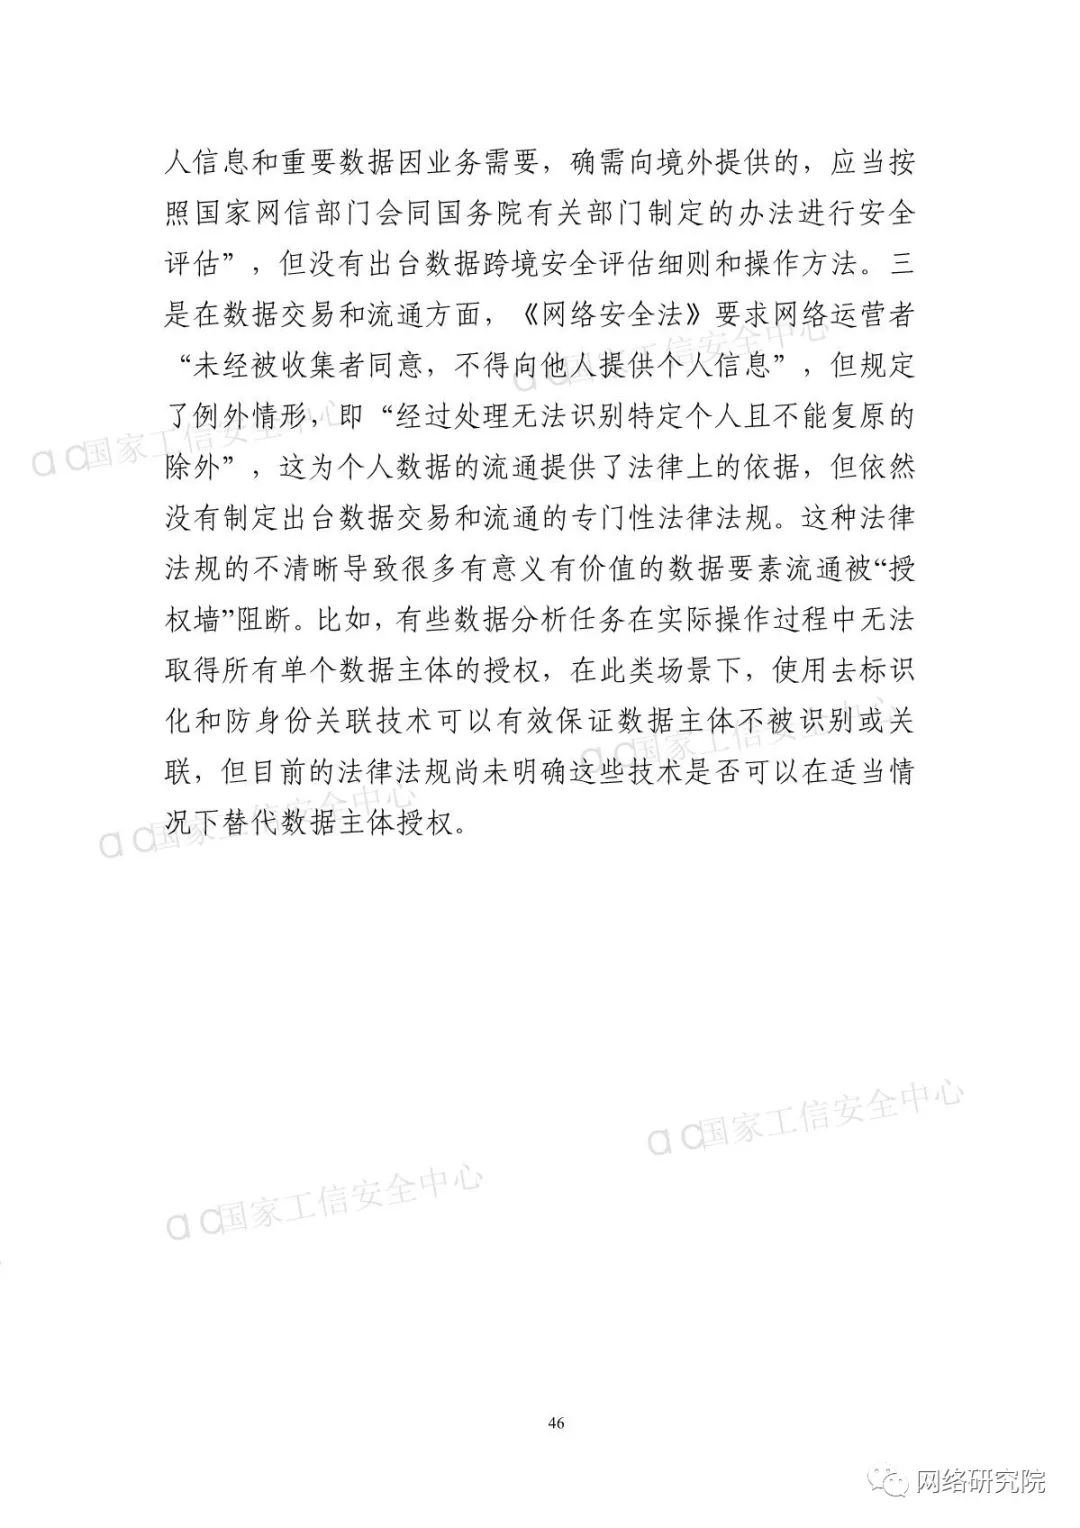 人信息和重要数据因业务需要，确需向境外提供的，应当按
照国家网信部门会同国务院有关部门制定的办法进行安全
评估”，但没有出台数据跨境安全评估细则和操作方法。三
是在数据交易和流通方面，《网络安全法》要求网络运营者
“未经被收集者同意，不得向他人提供个人信息”，但规定
了例外情形，即“经过处理无法识别特定个人且不能复原的
除外”，这为个人数据的流通提供了法律上的依据，但依然
没有制定出台数据交易和流通的专门性法律法规。这种法律
法规的不清晰导致很多有意义有价值的数据要素流通被“授
权墙”阻断。比如，有些数据分析任务在实际操作过程中无法
取得所有单个数据主体的授权，在此类场景下，使用去标识
化和防身份关联技术可以有效保证数据主体不被识别或关
联，但目前的法律法规尚未明确这些技术是否可以在适当情
况下替代数据主体授权。
国家工信安全中心
国家工信安全中心
国家工信安全中心
国家工信安全中心
国家工信安全中心
国家工信安全中心
46
网络研究院